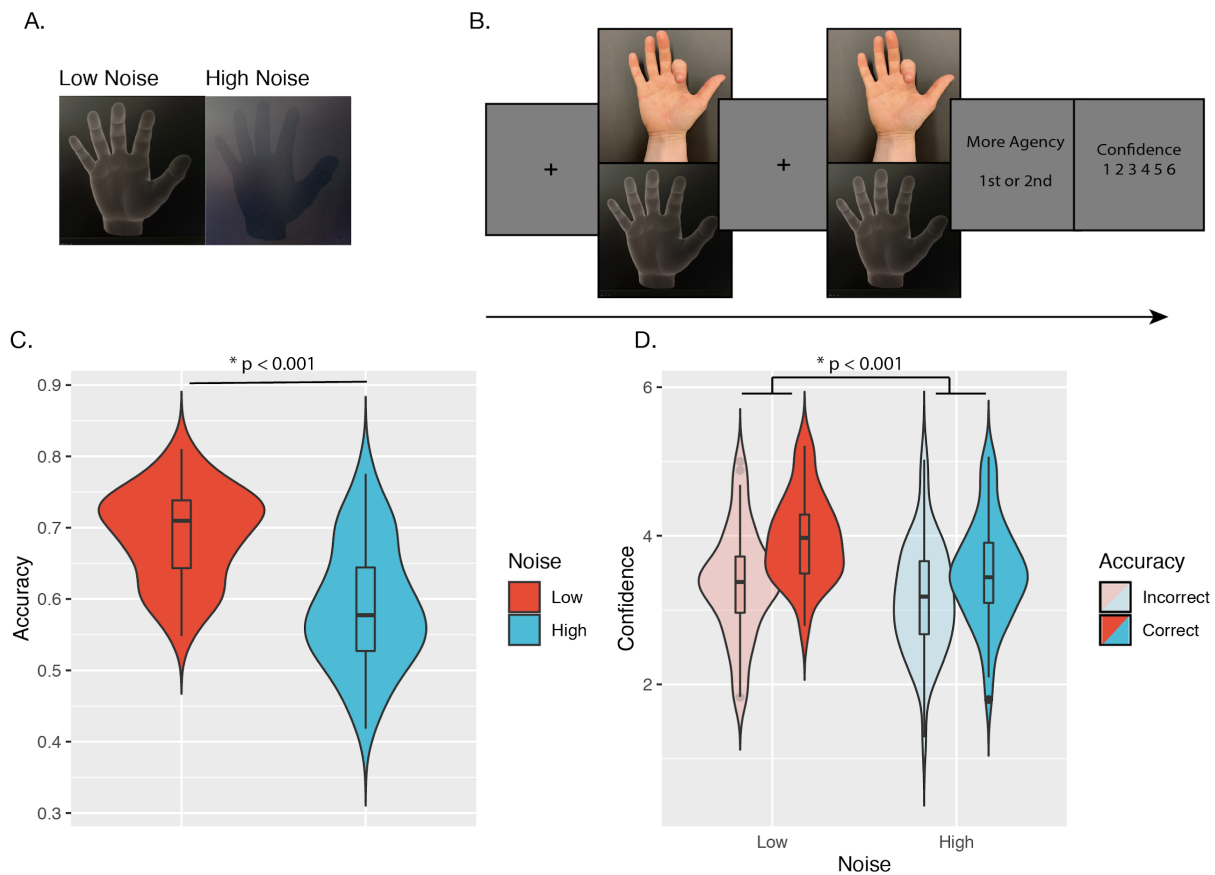 A.
Low Noise
High Noise
B.
+
+
More Agency
1st or 2nd
Confidence
1 2 3 4 5 6
C.
* p < 0.001
0.9
0.8
0.7
0.6
0.5
0.4
0.3
Accuracy
Noise
Low
High
D.
* p < 0.001
6
4
2
Confidence
Low
High
Noise
Accuracy
Incorrect
Correct